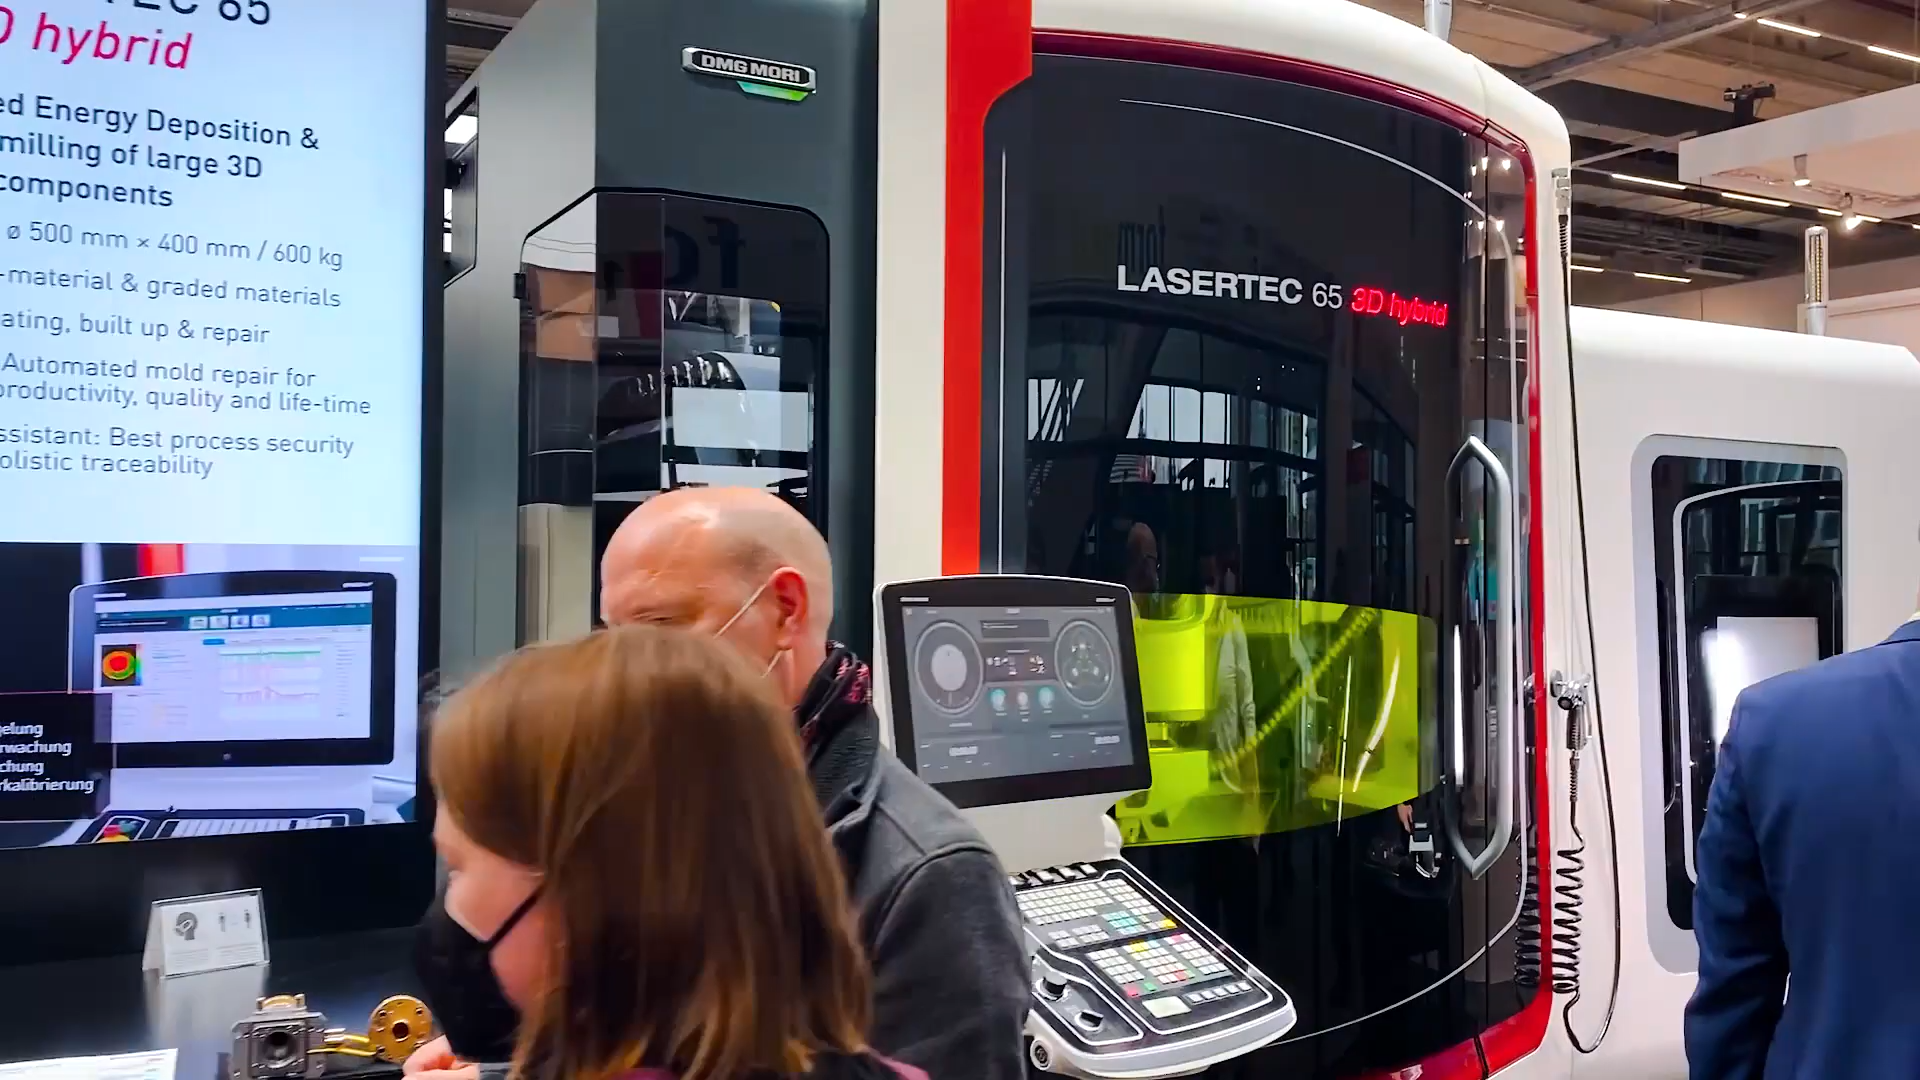 TEC 65
D hybrid
ed Energy Deposition &
milling of large 3D
components
ø 500 mm × 400 mm / 600 kg
-material & graded materials
ating, built up & repair
Automated mold repair for
productivity, quality and life-time
ssistant: Best process security
olistic traceability
elung
rwachung
chung
rkalibrierung
DMG MORI
LASERTEC 65 3D hybrid